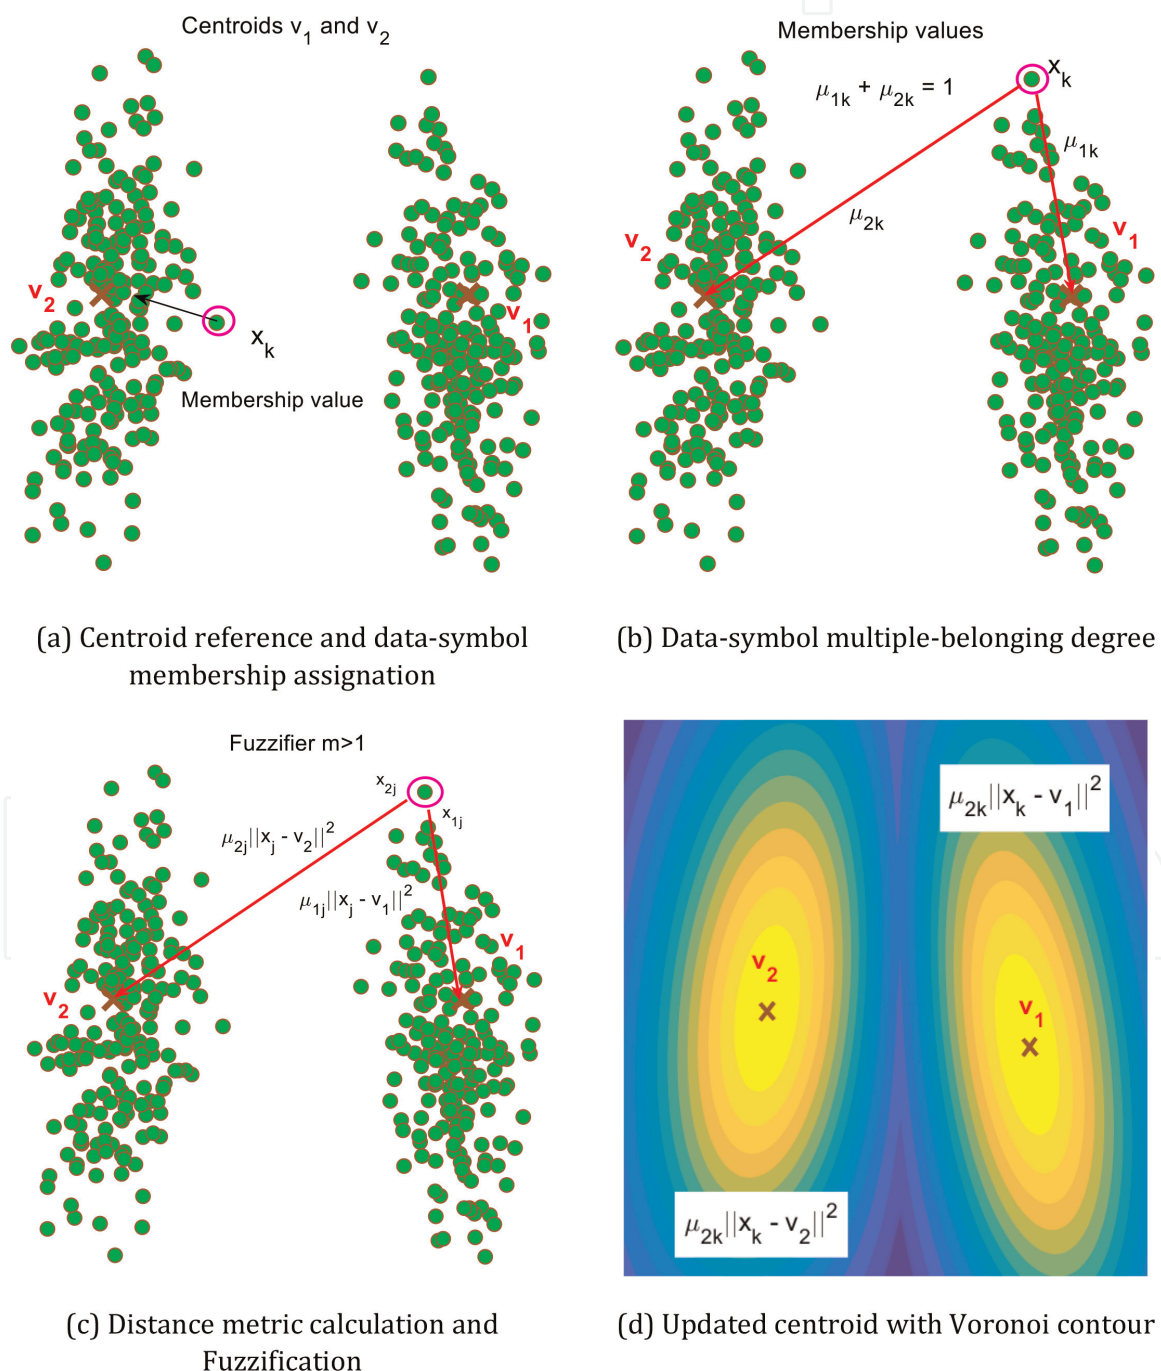 Centroids v1 and v2
v2
v1
xk
Membership value
(a) Centroid reference and data-symbol
membership assignation
Membership values
μ1k + μ2k = 1
xk
μ1k
μ2k
v2
v1
(b) Data-symbol multiple-belonging degree
Fuzzifier m>1
x2j
x1j
μ2j||xj - v2||²
μ1j||xj - v1||²
v1
v2
(c) Distance metric calculation and
Fuzzification
μ2k||xk - v1||²
v2
v1
μ2k||xk - v2||²
(d) Updated centroid with Voronoi contour